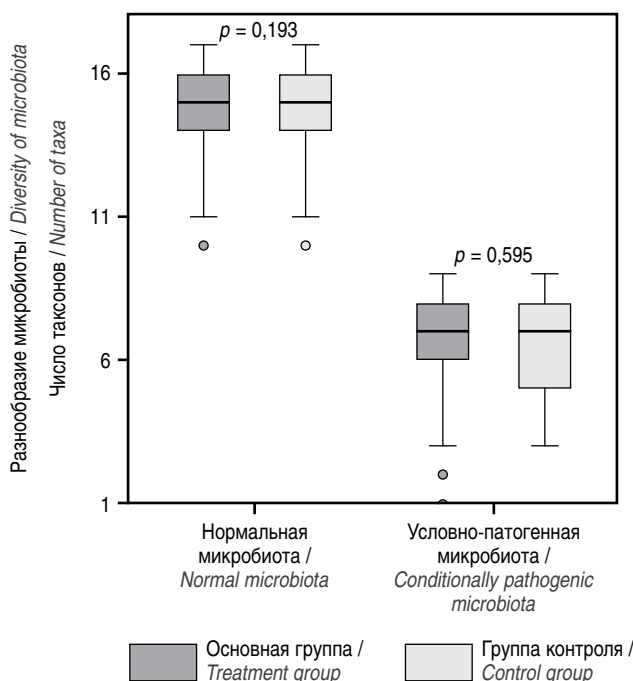 Разнообразие микробиоты / Diversity of microbiota
Число таксонов / Number of taxa
16
11
6
1
p = 0,193
p = 0,595
Нормальная
микробиота /
Normal microbiota
Условно-патогенная
микробиота /
Conditionally pathogenic
microbiota
Основная группа /
Treatment group
Группа контроля /
Control group